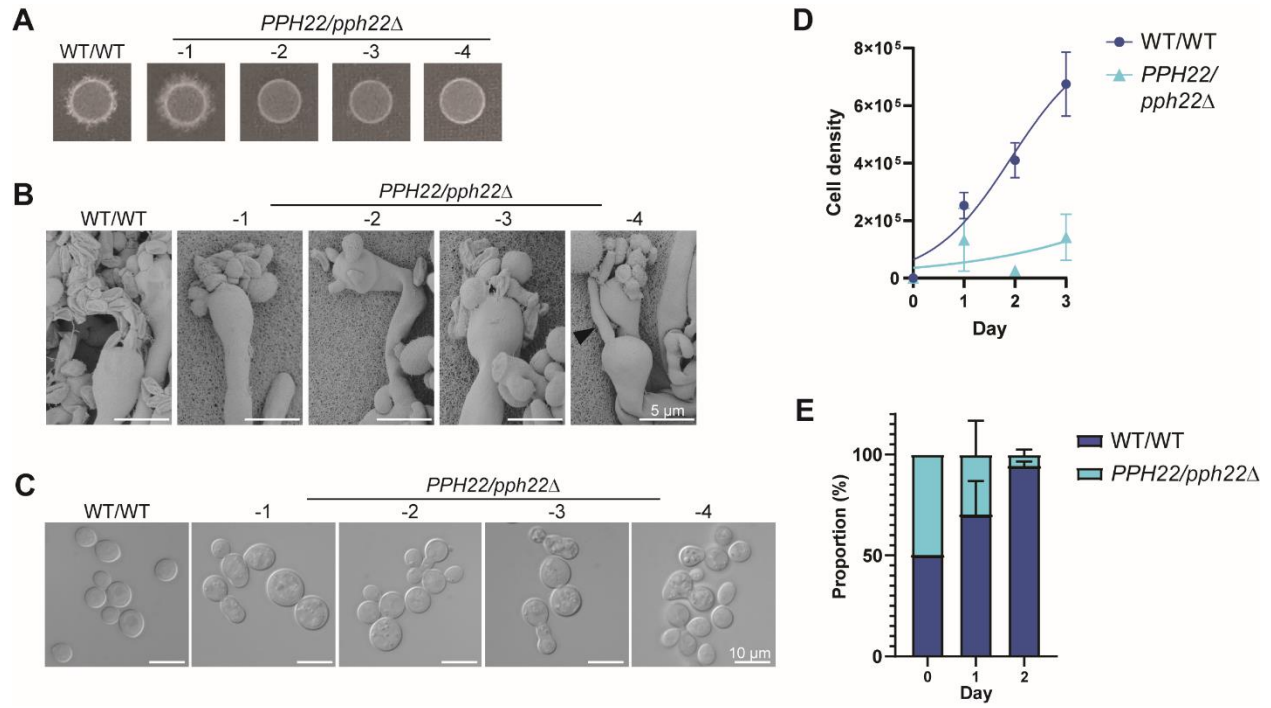 A
PPH22/pph22Δ
WT/WT -1 -2 -3 -4
B
PPH22/pph22Δ
WT/WT -1 -2 -3 -4
5 µm
C
PPH22/pph22Δ
WT/WT -1 -2 -3 -4
10 µm
D
8×10⁵
6×10⁵
4×10⁵
2×10⁵
0
Cell density
0 1 2 3
Day
WT/WT
PPH22/
pph22Δ
E
100
50
0
Proportion (%)
0 1 2
Day
WT/WT
PPH22/pph22Δ